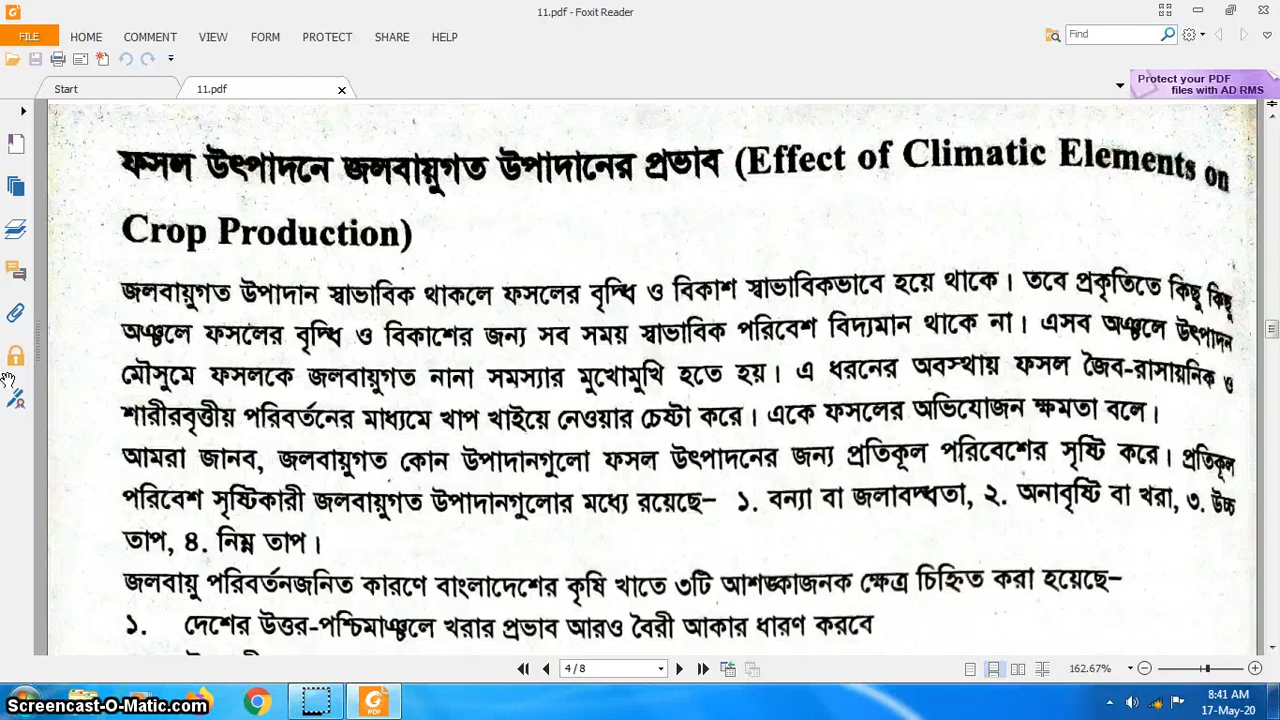 11.pdf - Foxit Reader
FILE HOME COMMENT VIEW FORM PROTECT SHARE HELP
Find
Start 11.pdf
Protect your PDF
files with AD RMS
ফসল উৎপাদনে জলবায়ুগত উপাদানের প্রভাব (Effect of Climatic Elements on
Crop Production)
জলবায়ুগত উপাদান স্বাভাবিক থাকলে ফসলের বৃদ্ধি ও বিকাশ স্বাভাবিকভাবে হয়ে থাকে। তবে প্রকৃতিতে কিছু কিছু
অঞ্চলে ফসলের বৃদ্ধি ও বিকাশের জন্য সব সময় স্বাভাবিক পরিবেশ বিদ্যমান থাকে না। এসব অঞ্চলে উৎপাদন
মৌসুমে ফসলকে জলবায়ুগত নানা সমস্যার মুখোমুখি হতে হয়। এ ধরনের অবস্থায় ফসল জৈব-রাসায়নিক ও
শারীরবৃত্তীয় পরিবর্তনের মাধ্যমে খাপ খাইয়ে নেওয়ার চেষ্টা করে। একে ফসলের অভিযোজন ক্ষমতা বলে।
আমরা জানব, জলবায়ুগত কোন উপাদানগুলো ফসল উৎপাদনের জন্য প্রতিকূল পরিবেশের সৃষ্টি করে। প্রতিকূল
পরিবেশ সৃষ্টিকারী জলবায়ুগত উপাদানগুলোর মধ্যে রয়েছে– ১. বন্যা বা জলাবদ্ধতা, ২. অনাবৃষ্টি বা খরা, ৩. উচ্চ
তাপ, ৪. নিম্ন তাপ।
জলবায়ু পরিবর্তনজনিত কারণে বাংলাদেশের কৃষি খাতে ৩টি আশঙ্কাজনক ক্ষেত্র চিহ্নিত করা হয়েছে–
১. দেশের উত্তর-পশ্চিমাঞ্চলে খরার প্রভাব আরও বৈরী আকার ধারণ করবে
4 / 8 162.67%
Screencast-O-Matic.com
8:41 AM
17-May-20